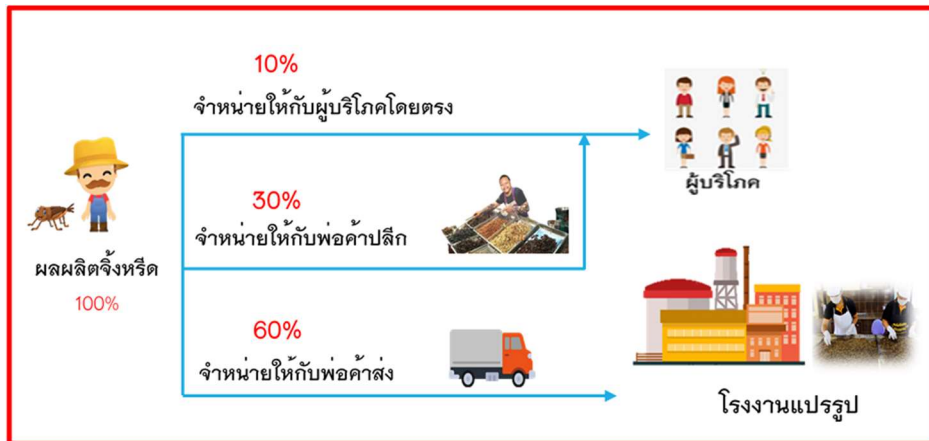 10%
จำหน่ายให้กับผู้บริโภคโดยตรง
ผู้บริโภค
30%
จำหน่ายให้กับพ่อค้าปลีก
ผลผลิตจิ้งหรีด
100%
60%
จำหน่ายให้กับพ่อค้าส่ง
โรงงานแปรรูป